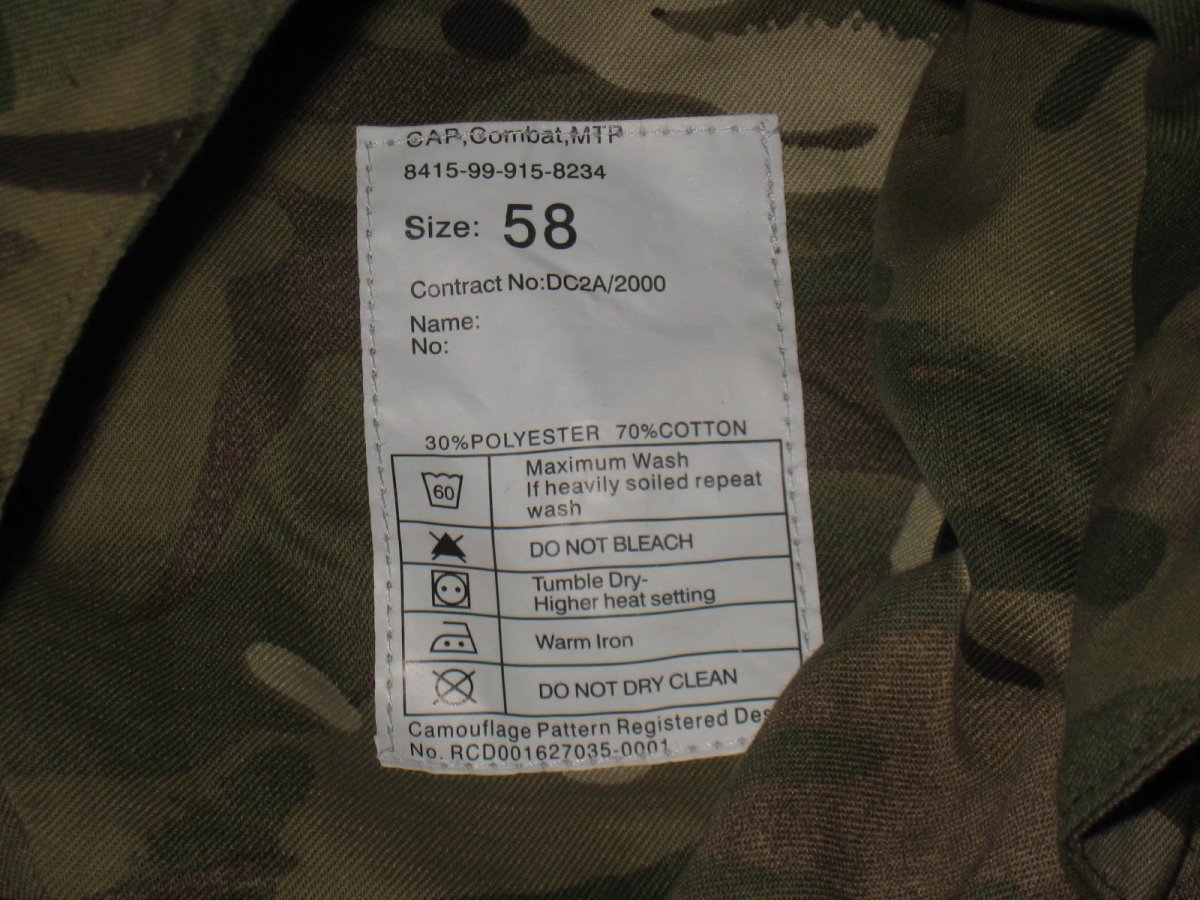 CAP,Combat,MTP
8415-99-915-8234
Size: 58
Contract No:DC2A/2000
Name:
No:
30%POLYESTER 70%COTTON
60
Maximum Wash
If heavily soiled repeat
wash
DO NOT BLEACH
Tumble Dry-
Higher heat setting
Warm Iron
DO NOT DRY CLEAN
Camouflage Pattern Registered
No. RCD001627035-0001